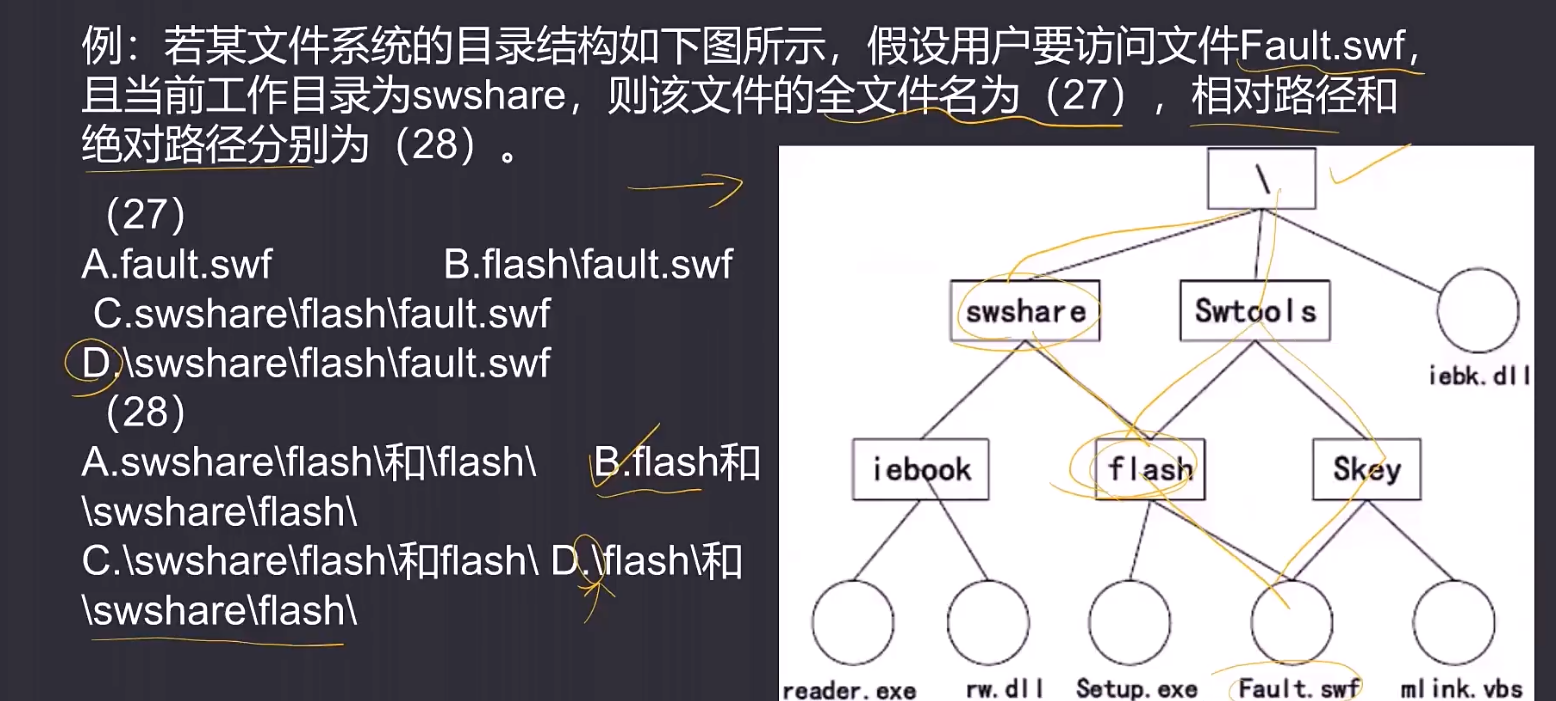 例：若某文件系统的目录结构如下图所示，假设用户要访问文件Fault.swf，
且当前工作目录为swshare，则该文件的全文件名为（27），相对路径和
绝对路径分别为（28）。
（27）
A.fault.swf B.flash\fault.swf
C.swshare\flash\fault.swf
D.\swshare\flash\fault.swf
（28）
A.swshare\flash\和\flash\ B.flash和
\swshare\flash\
C.\swshare\flash\和flash\ D.\flash\和
\swshare\flash\
\
swshare Swtools
iebk.dll
iebook flash Skey
reader.exe rw.dll Setup.exe Fault.swf mlink.vbs